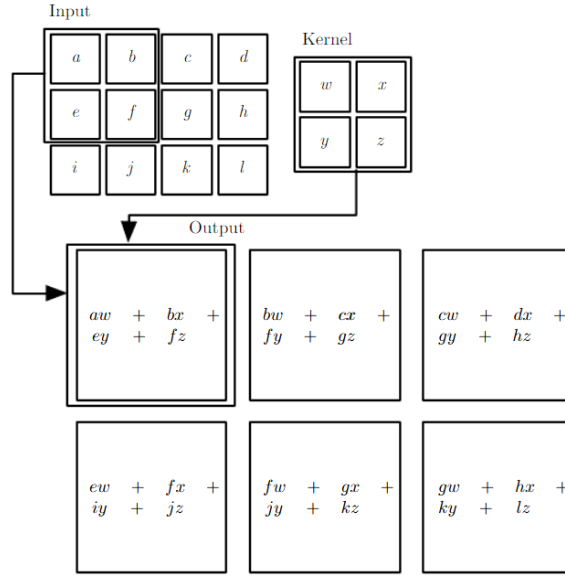 Input
a b c d
e f g h
i j k l
Kernel
w x
y z
Output
aw + bx +
ey + fz
bw + cx +
fy + gz
cw + dx +
gy + hz
ew + fx +
iy + jz
fw + gx +
jy + kz
gw + hx +
ky + lz